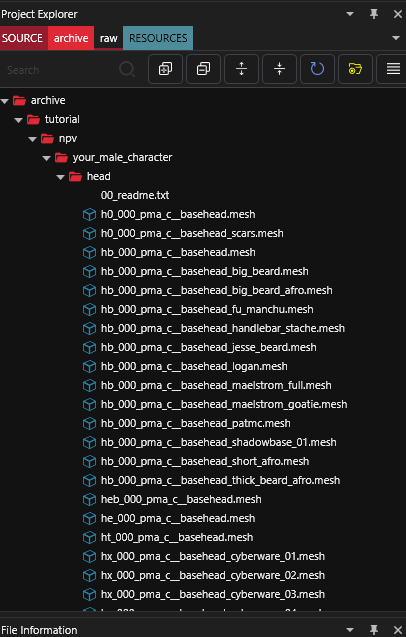 Project Explorer
SOURCE archive raw RESOURCES
Search
archive
tutorial
npv
your_male_character
head
00_readme.txt
h0_000_pma_c__basehead.mesh
h0_000_pma_c__basehead_scars.mesh
hb_000_pma_c__basehead.mesh
hb_000_pma_c__basehead_big_beard.mesh
hb_000_pma_c__basehead_big_beard_afro.mesh
hb_000_pma_c__basehead_fu_manchu.mesh
hb_000_pma_c__basehead_handlebar_stache.mesh
hb_000_pma_c__basehead_jesse_beard.mesh
hb_000_pma_c__basehead_logan.mesh
hb_000_pma_c__basehead_maelstrom_full.mesh
hb_000_pma_c__basehead_maelstrom_goatie.mesh
hb_000_pma_c__basehead_patmc.mesh
hb_000_pma_c__basehead_shadowbase_01.mesh
hb_000_pma_c__basehead_short_afro.mesh
hb_000_pma_c__basehead_thick_beard_afro.mesh
heb_000_pma_c__basehead.mesh
he_000_pma_c__basehead.mesh
ht_000_pma_c__basehead.mesh
hx_000_pma_c__basehead_cyberware_01.mesh
hx_000_pma_c__basehead_cyberware_02.mesh
hx_000_pma_c__basehead_cyberware_03.mesh
File Information